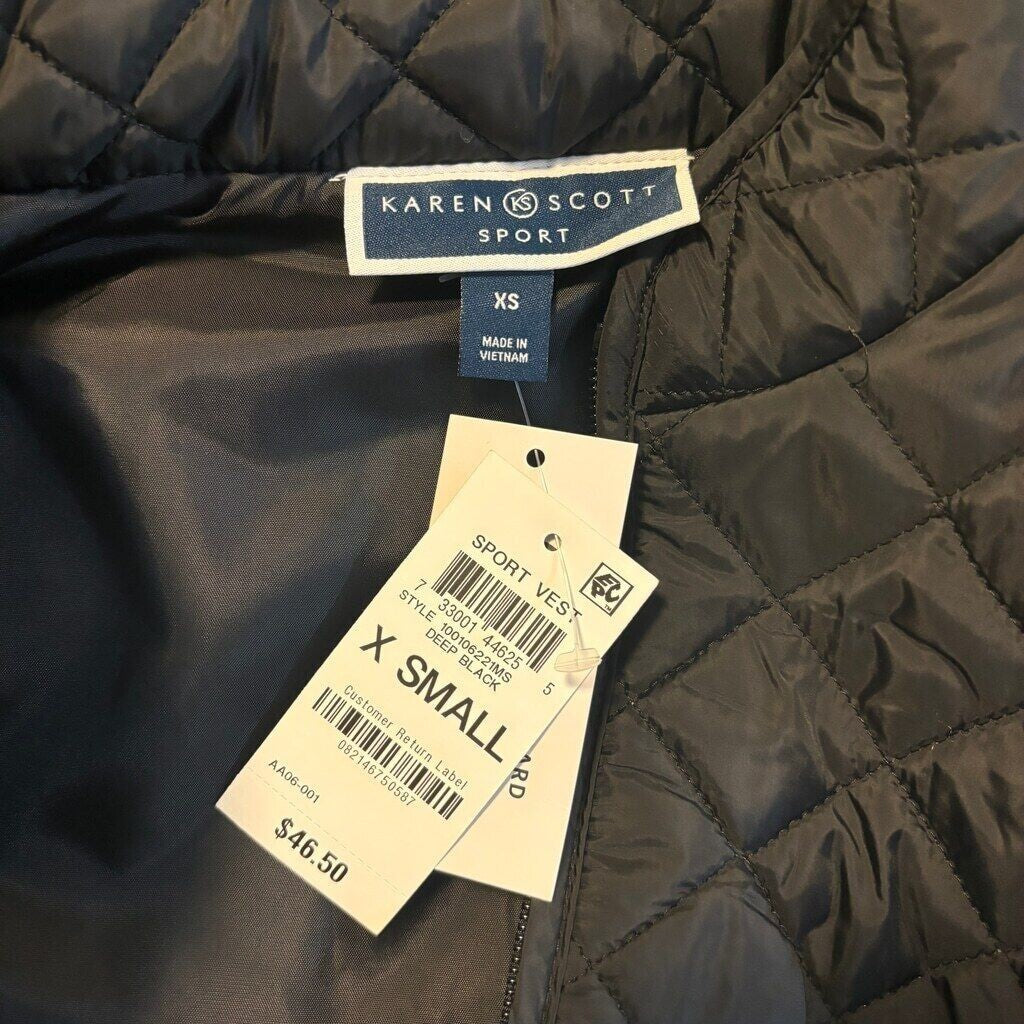 KAREN KS SCOTT
SPORT
XS
MADE IN
VIETNAM
SPORT VEST
7 33001 44625 5
STYLE 100106221MS
DEEP BLACK
X SMALL
Customer Return Label
082146750587
AA06-001
$46.50
ARD